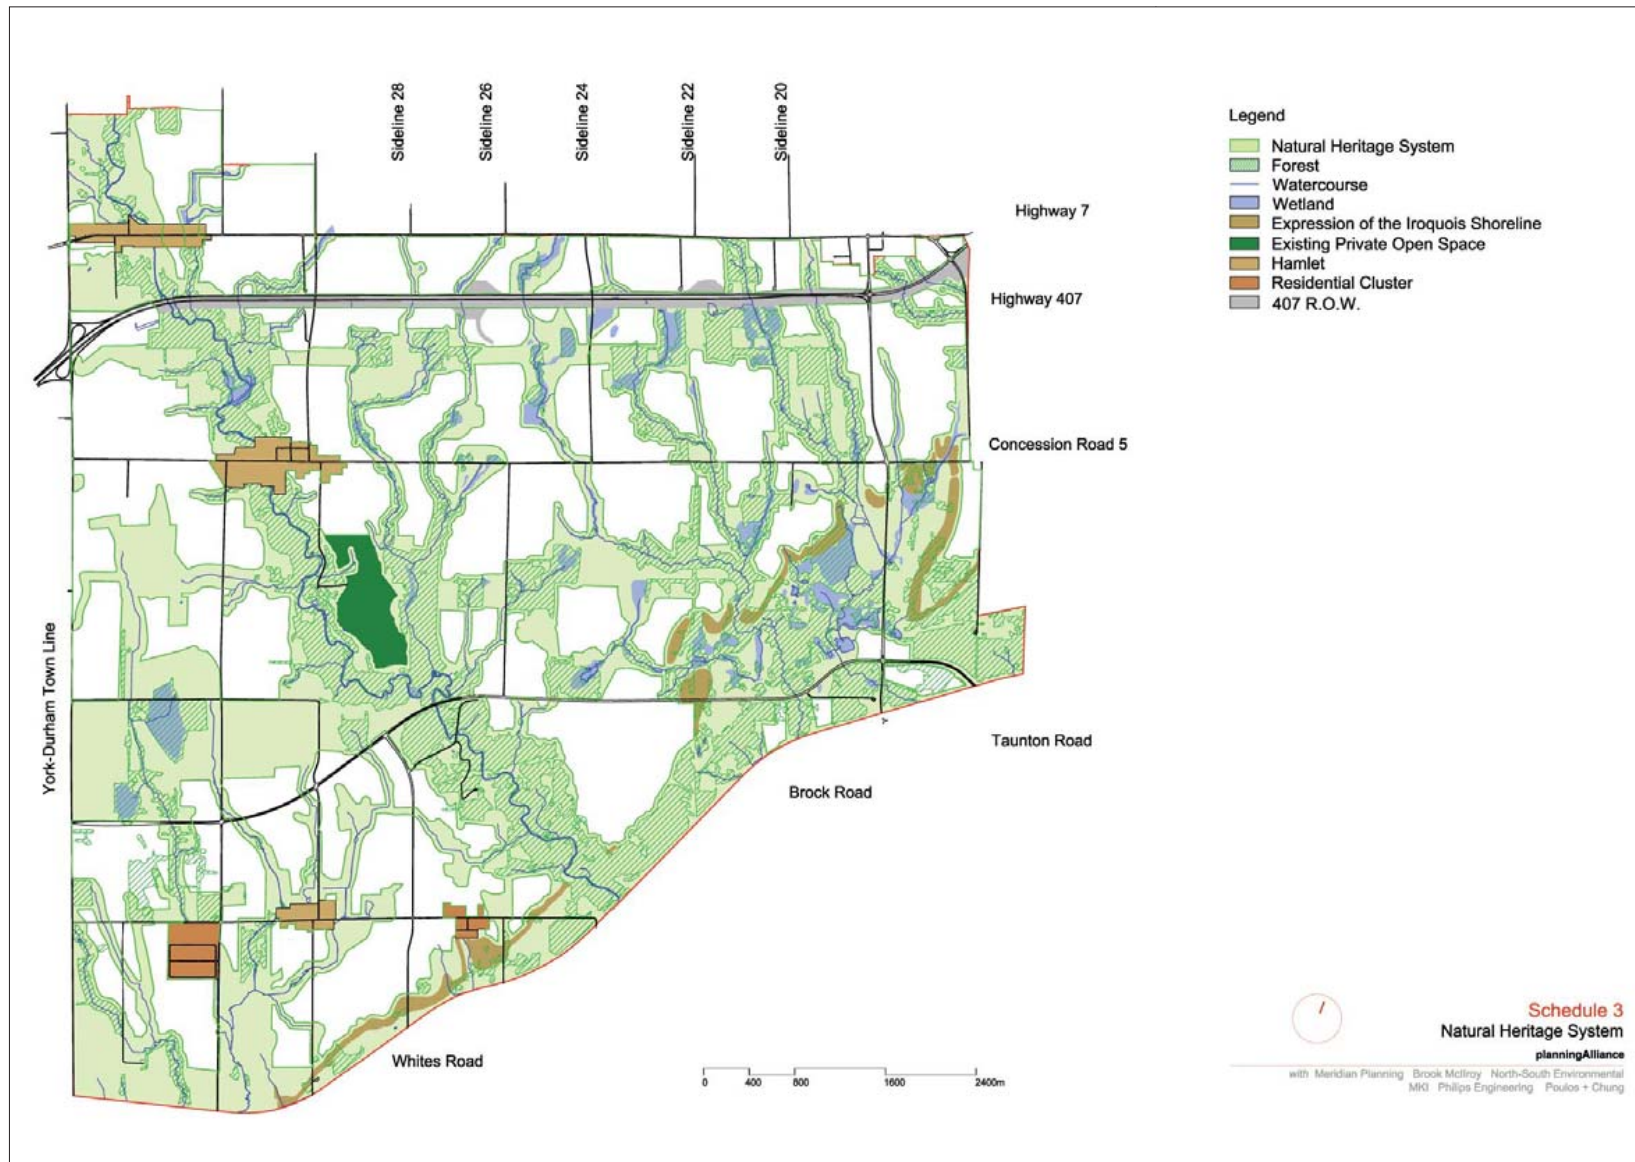 Sideline 28
Sideline 26
Sideline 24
Sideline 22
Sideline 20
Legend
Natural Heritage System
Forest
Watercourse
Wetland
Expression of the Iroquois Shoreline
Existing Private Open Space
Hamlet
Residential Cluster
407 R.O.W.
Highway 7
Highway 407
Concession Road 5
York-Durham Town Line
Taunton Road
Brock Road
Whites Road
0 400 800 1600 2400m
Schedule 3
Natural Heritage System
planningAlliance
with Meridian Planning Brook McIlroy North-South Environmental
MKI Philips Engineering Poulos + Chung